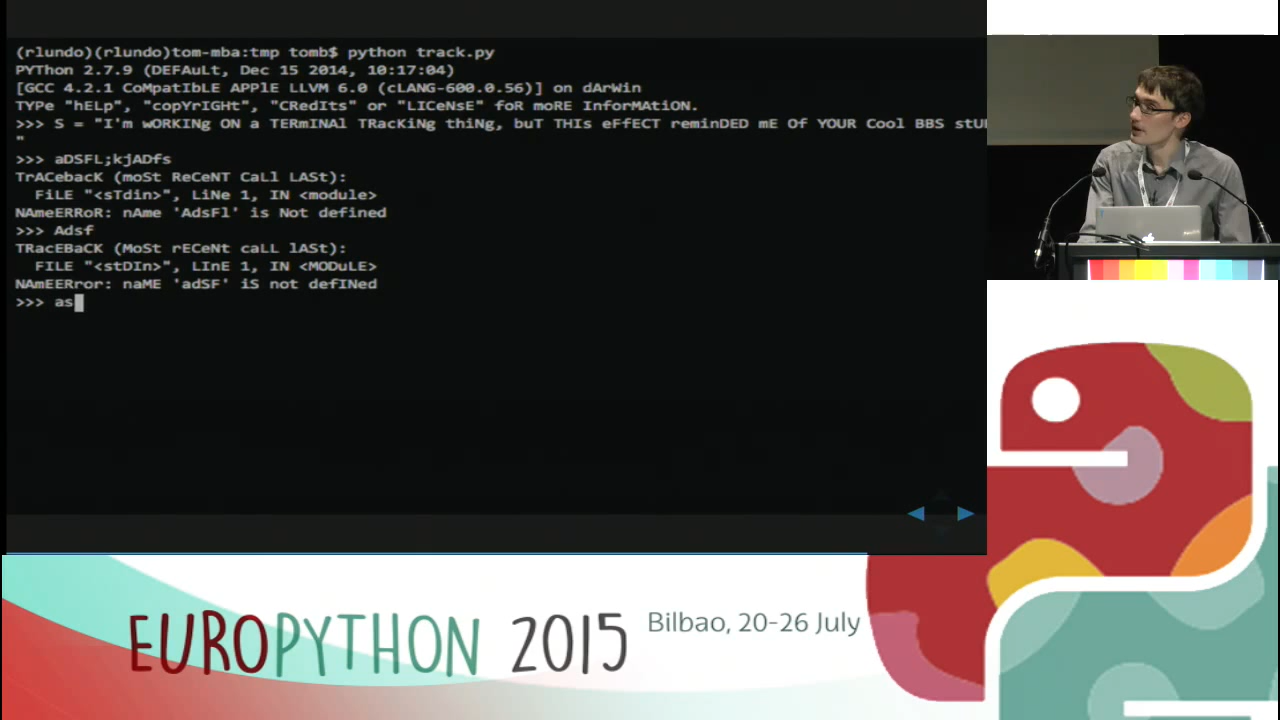 (rlundo)(rlundo)tom-mba:tmp tomb$ python track.py
PYThon 2.7.9 (DEFAuLt, Dec 15 2014, 10:17:04)
[GCC 4.2.1 CoMpatIbLE APPlE LLVM 6.0 (cLANG-600.0.56)] on dArWin
TYPe "hELp", "copYrIGHt", "CRedIts" or "LICeNsE" foR moRE InforMAtiON.
>>> S = "I'm wORKINg ON a TERmINAl TRacKiNg thiNg, buT THIs eFfECT reminDED mE Of YOUR Cool BBS stU
"
>>> aDSFL;kjADfs
TrACebacK (moSt ReCeNT CaLl LASt):
FiLE "<sTdin>", LiNe 1, IN <module>
NAmeERRoR: nAme 'AdsFl' is Not defined
>>> Adsf
TRacEBaCK (MoSt rECeNt caLL lASt):
FILE "<stDIn>", LInE 1, IN <MODuLE>
NAmEERror: naME 'adSF' iS not defINed
>>> as
EUROPYTHON 2015
Bilbao, 20-26 July